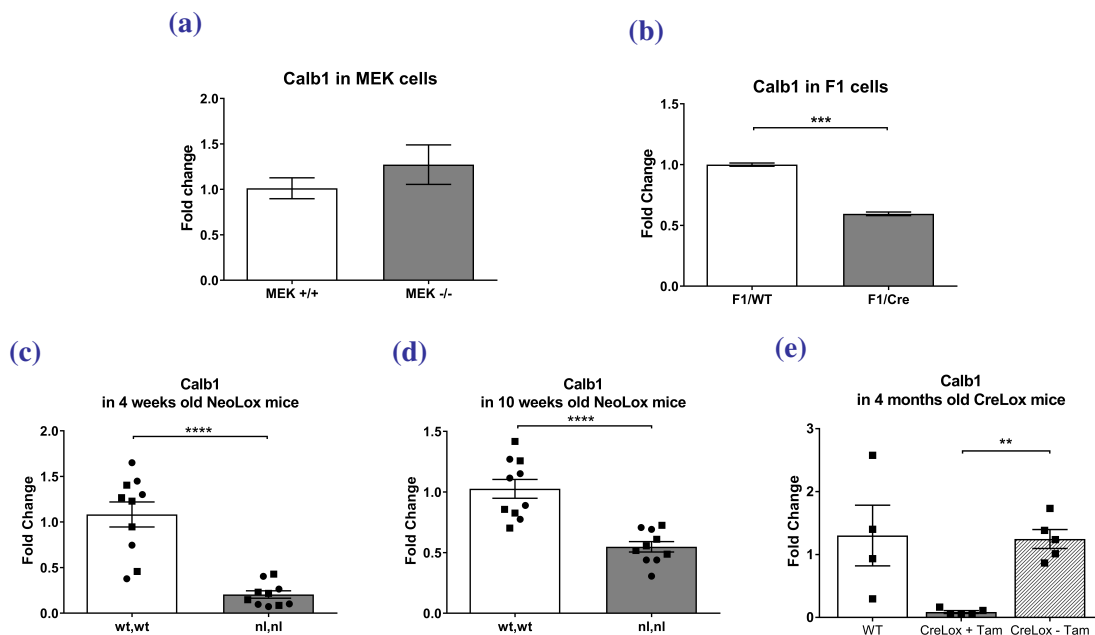 (a)
Calb1 in MEK cells
Fold change
2.0
1.5
1.0
0.5
0.0
MEK +/+ MEK -/-
(b)
Calb1 in F1 cells
Fold Change
1.5
1.0
0.5
0.0
***
F1/WT F1/Cre
(c)
Calb1
in 4 weeks old NeoLox mice
Fold Change
2.0
1.5
1.0
0.5
0.0
****
wt,wt nl,nl
(d)
Calb1
in 10 weeks old NeoLox mice
Fold Change
1.5
1.0
0.5
0.0
****
wt,wt nl,nl
(e)
Calb1
in 4 months old CreLox mice
Fold Change
3
2
1
0
**
WT CreLox + Tam CreLox - Tam